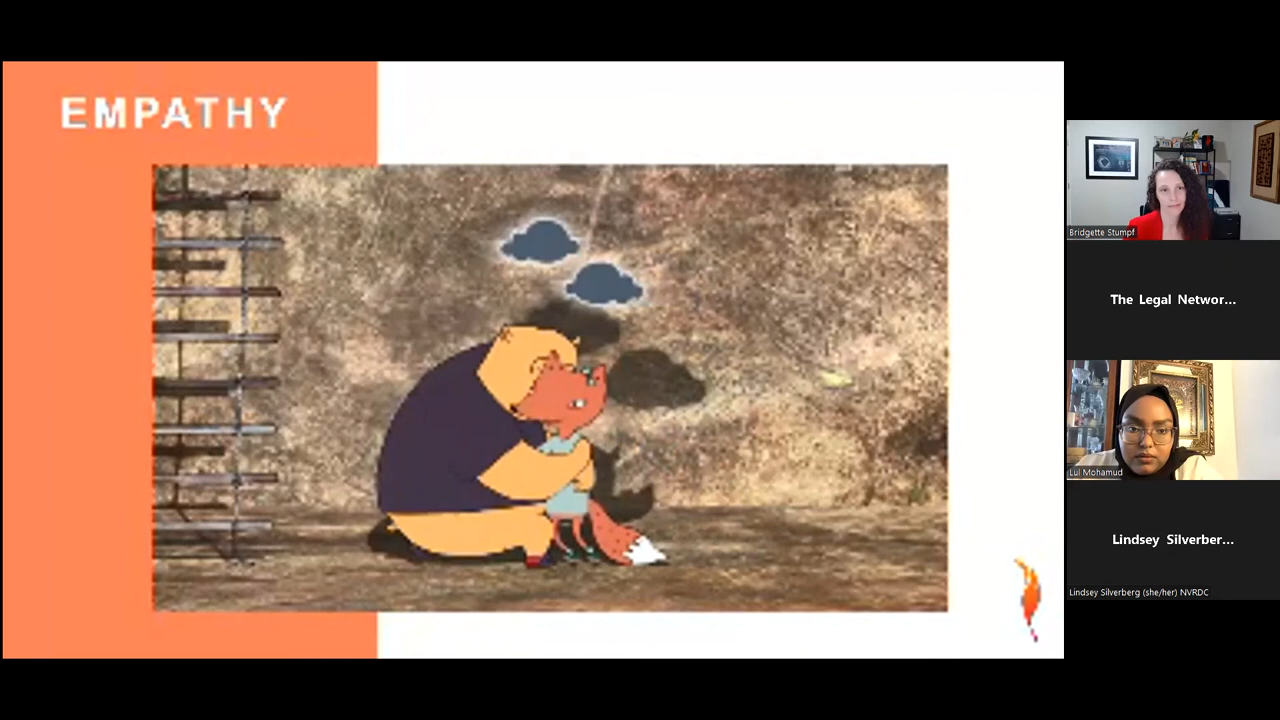 EMPATHY
Bridgette Stumpf
The Legal Networ...
Lul Mohamud
Lindsey Silverber...
Lindsey Silverberg (she/her) NVRDC